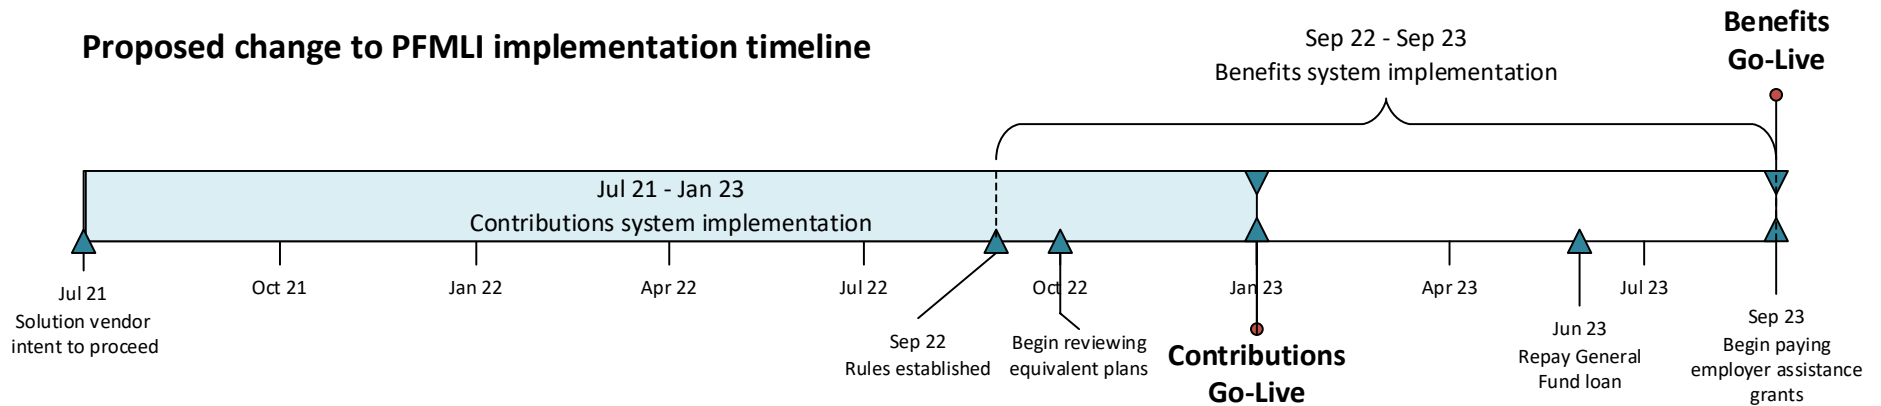 Proposed change to PFMLI implementation timeline
Sep 22 - Sep 23
Benefits system implementation
Benefits
Go-Live
Jul 21 - Jan 23
Contributions system implementation
Jul 21
Solution vendor
intent to proceed
Oct 21
Jan 22
Apr 22
Jul 22
Sep 22
Rules established
Oct 22
Begin reviewing
equivalent plans
Jan 23
Contributions
Go-Live
Apr 23
Jun 23
Repay General
Fund loan
Jul 23
Sep 23
Begin paying
employer assistance
grants